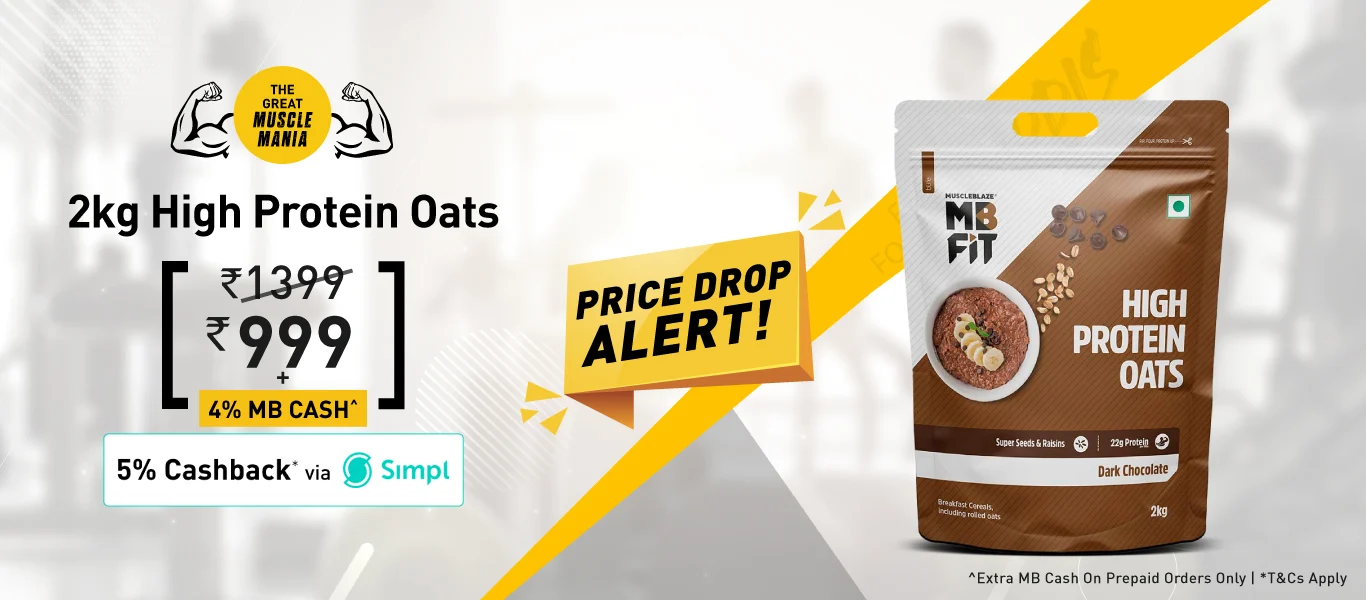 THE
GREAT
MUSCLE
MANIA
2kg High Protein Oats
₹1399
₹999
+
4% MB CASH^
5% Cashback* via Simpl
PRICE DROP
ALERT!
MUSCLEBLAZE®
MB
FiT
HIGH
PROTEIN
OATS
Super Seeds & Raisins | 22g Protein
Dark Chocolate
Breakfast Cereals,
including rolled oats
2kg
^Extra MB Cash On Prepaid Orders Only | *T&Cs Apply